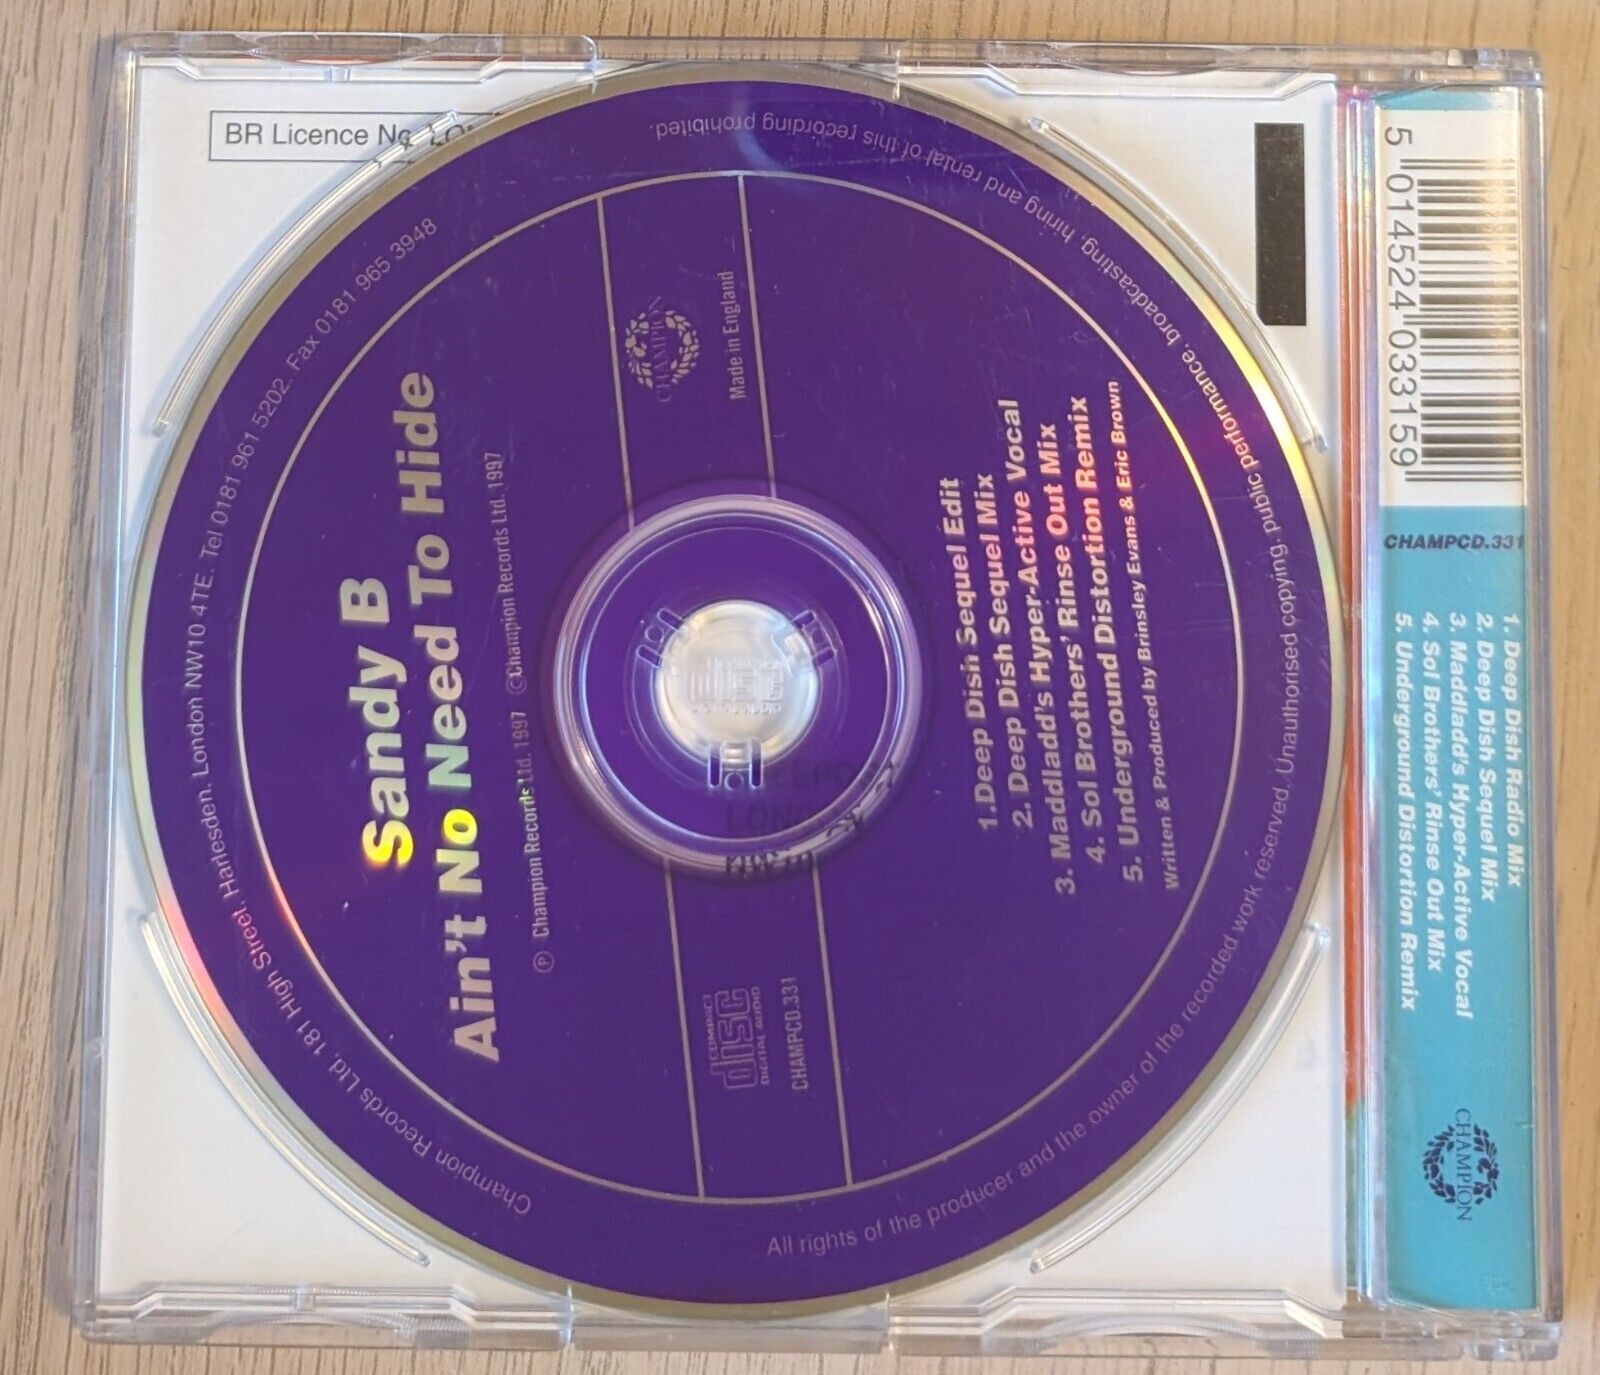 BR Licence No.
Champion Records Ltd, 181 High Street, Harlesden, London NW10 4TE. Tel 0181 961 5202. Fax 0181 965 3948
Sandy B
Ain't No Need To Hide
Ⓟ Champion Records Ltd. 1997 ©Champion Records Ltd. 1997
COMPACT
disc
DIGITAL AUDIO
CHAMPCD.331
CHAMPION
Made in England
1.Deep Dish Sequel Edit
2. Deep Dish Sequel Mix
3. Maddladd's Hyper-Active Vocal
4. Sol Brothers' Rinse Out Mix
5. Underground Distortion Remix
Written & Produced by Brinsley Evans & Eric Brown
All rights of the producer and the owner of the recorded work reserved. Unauthorised copying, public performance, broadcasting, hiring and rental of this recording prohibited.
5 014524 033159
CHAMPCD.331
1. Deep Dish Radio Mix
2. Deep Dish Sequel Mix
3. Maddladd's Hyper-Active Vocal
4. Sol Brothers' Rinse Out Mix
5. Underground Distortion Remix
CHAMPION